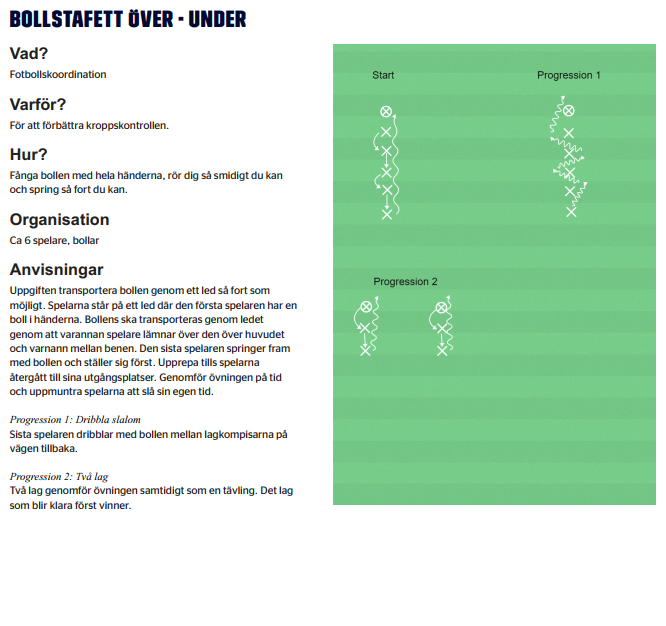 BOLLSTAFETT ÖVER - UNDER
Vad?
Fotbollskoordination
Varför?
För att förbättra kroppskontrollen.
Hur?
Fånga bollen med hela händerna, rör dig så smidigt du kan
och spring så fort du kan.
Organisation
Ca 6 spelare, bollar
Anvisningar
Uppgiften transportera bollen genom ett led så fort som
möjligt. Spelarna står på ett led där den första spelaren har en
boll i händerna. Bollens ska transporteras genom ledet
genom att varannan spelare lämnar över den över huvudet
och varnann mellan benen. Den sista spelaren springer fram
med bollen och ställer sig först. Upprepa tills spelarna
återgått till sina utgångsplatser. Genomför övningen på tid
och uppmuntra spelarna att slå sin egen tid.
Progression 1: Dribbla slalom
Sista spelaren dribblar med bollen mellan lagkompisarna på
vägen tillbaka.
Progression 2: Två lag
Två lag genomför övningen samtidigt som en tävling. Det lag
som blir klara först vinner.
Start
Progression 1
Progression 2